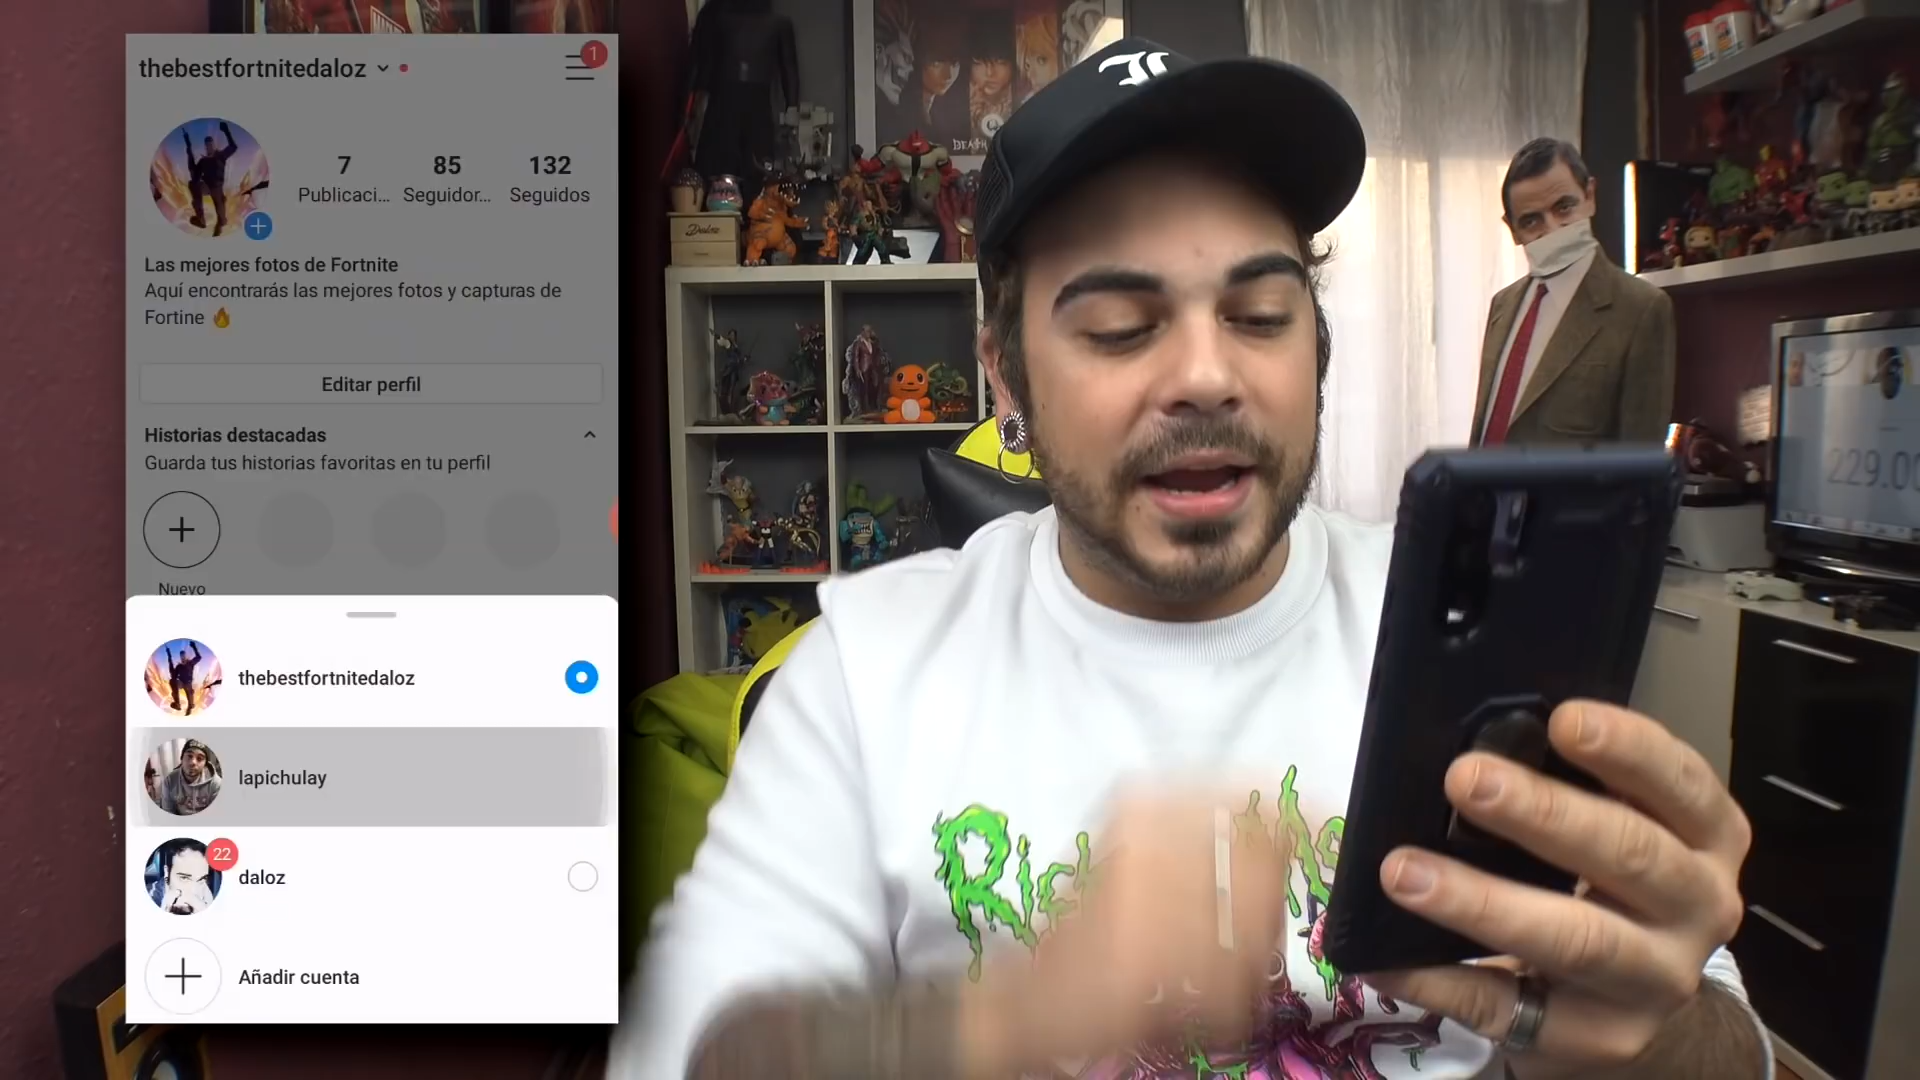 thebestfortnitedaloz
1
7
85
132
Publicaci...
Seguidor...
Seguidos
Las mejores fotos de Fortnite
Aquí encontrarás las mejores fotos y capturas de
Fortine 🔥
Editar perfil
Historias destacadas
Guarda tus historias favoritas en tu perfil
Nuevo
thebestfortnitedaloz
lapichulay
22
daloz
Añadir cuenta
DEATH
Daloz
229.00